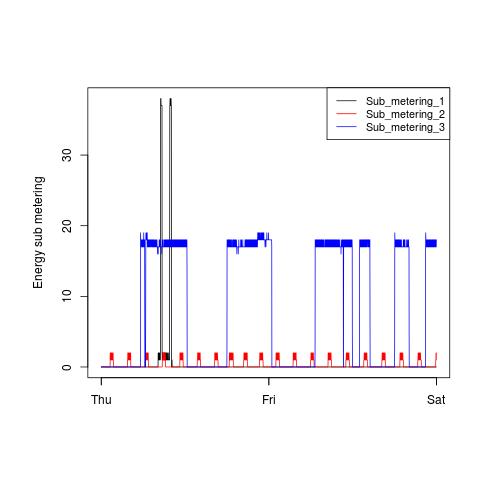 Sub_metering_1
Sub_metering_2
Sub_metering_3
Energy sub metering
30
20
10
0
Thu Fri Sat